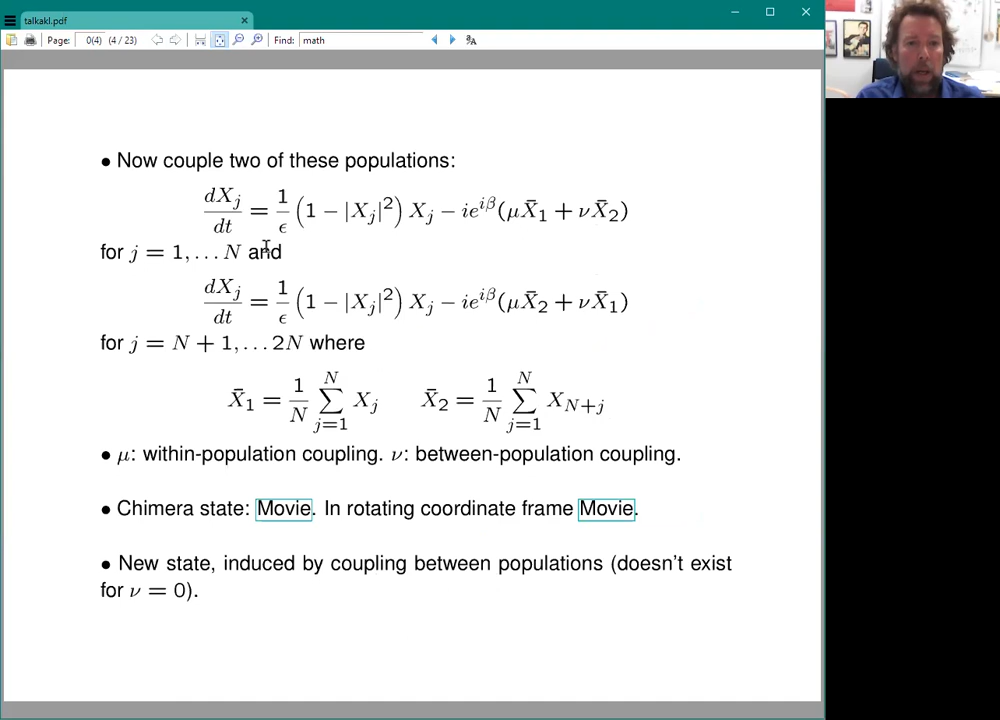 talkakl.pdf
Page: 0(4) (4 / 23) Find: math
• Now couple two of these populations:
dX_j/dt = 1/ϵ (1 − |X_j|²) X_j − ie^{iβ}(μX̄_1 + νX̄_2)
for j = 1, … N and
dX_j/dt = 1/ϵ (1 − |X_j|²) X_j − ie^{iβ}(μX̄_2 + νX̄_1)
for j = N + 1, … 2N where
X̄_1 = 1/N ∑_{j=1}^{N} X_j X̄_2 = 1/N ∑_{j=1}^{N} X_{N+j}
• μ: within-population coupling. ν: between-population coupling.
• Chimera state: Movie. In rotating coordinate frame Movie.
• New state, induced by coupling between populations (doesn't exist
for ν = 0).